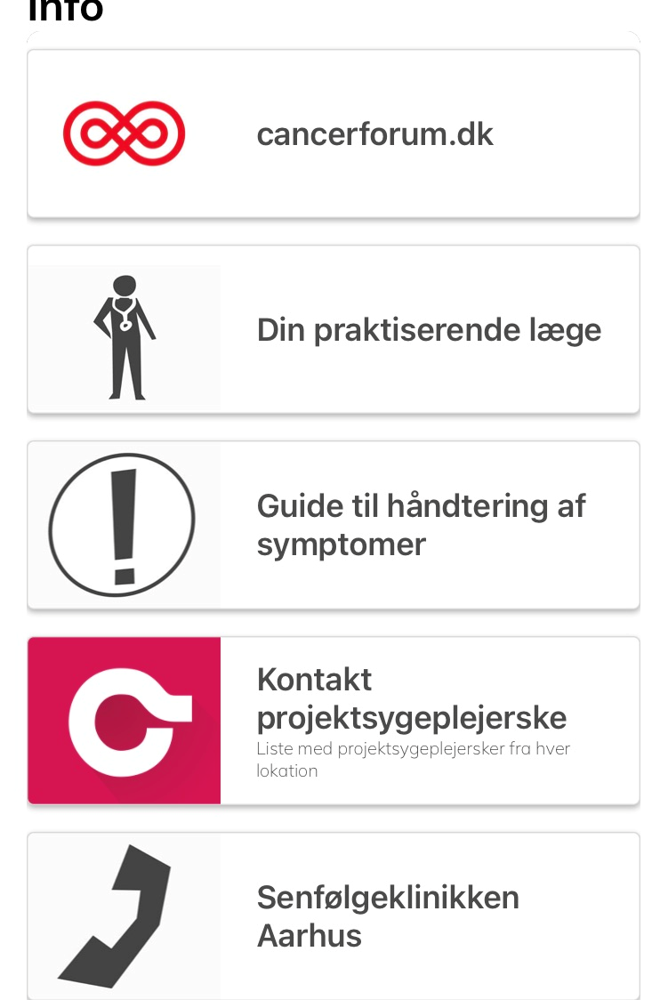 Info
cancerforum.dk
Din praktiserende læge
Guide til håndtering af
symptomer
Kontakt
projektsygeplejerske
Liste med projektsygeplejersker fra hver
lokation
Senfølgeklinikken
Aarhus